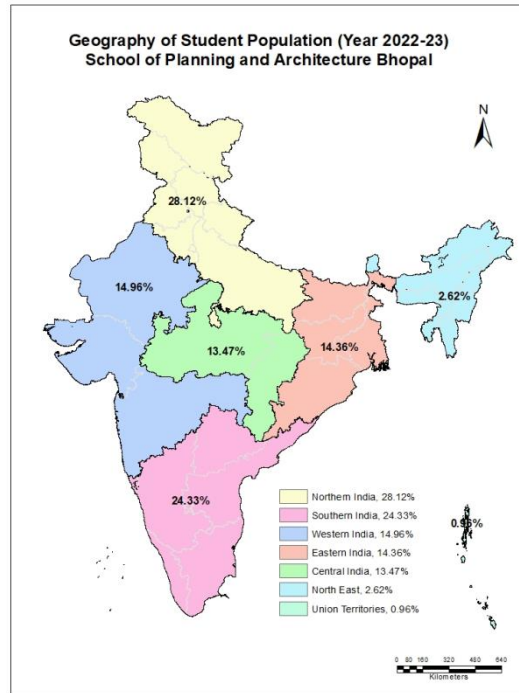 Geography of Student Population (Year 2022-23)
School of Planning and Architecture Bhopal
N
28.12%
14.96%
2.62%
13.47%
14.36%
24.33%
0.96%
Northern India, 28.12%
Southern India, 24.33%
Western India, 14.96%
Eastern India, 14.36%
Central India, 13.47%
North East, 2.62%
Union Territories, 0.96%
0 80 160 320 480 640
Kilometers